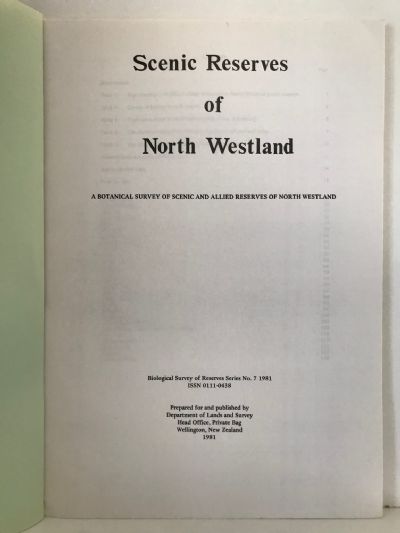 Scenic Reserves
of
North Westland
A BOTANICAL SURVEY OF SCENIC AND ALLIED RESERVES OF NORTH WESTLAND
Biological Survey of Reserves Series No. 7 1981
ISSN 0111-0438
Prepared for and published by
Department of Lands and Survey
Head Office, Private Bag
Wellington, New Zealand
1981